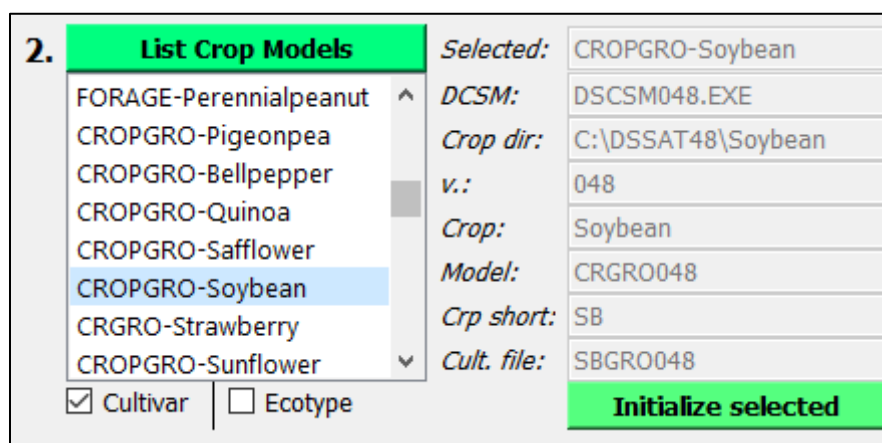 2.
List Crop Models
FORAGE-Perennialpeanut
CROPGRO-Pigeonpea
CROPGRO-Bellpepper
CROPGRO-Quinoa
CROPGRO-Safflower
CROPGRO-Soybean
CRGRO-Strawberry
CROPGRO-Sunflower
Cultivar
Ecotype
Selected: CROPGRO-Soybean
DCSM: DSCSM048.EXE
Crop dir: C:\DSSAT48\Soybean
v.: 048
Crop: Soybean
Model: CRGRO048
Crp short: SB
Cult. file: SBGRO048
Initialize selected